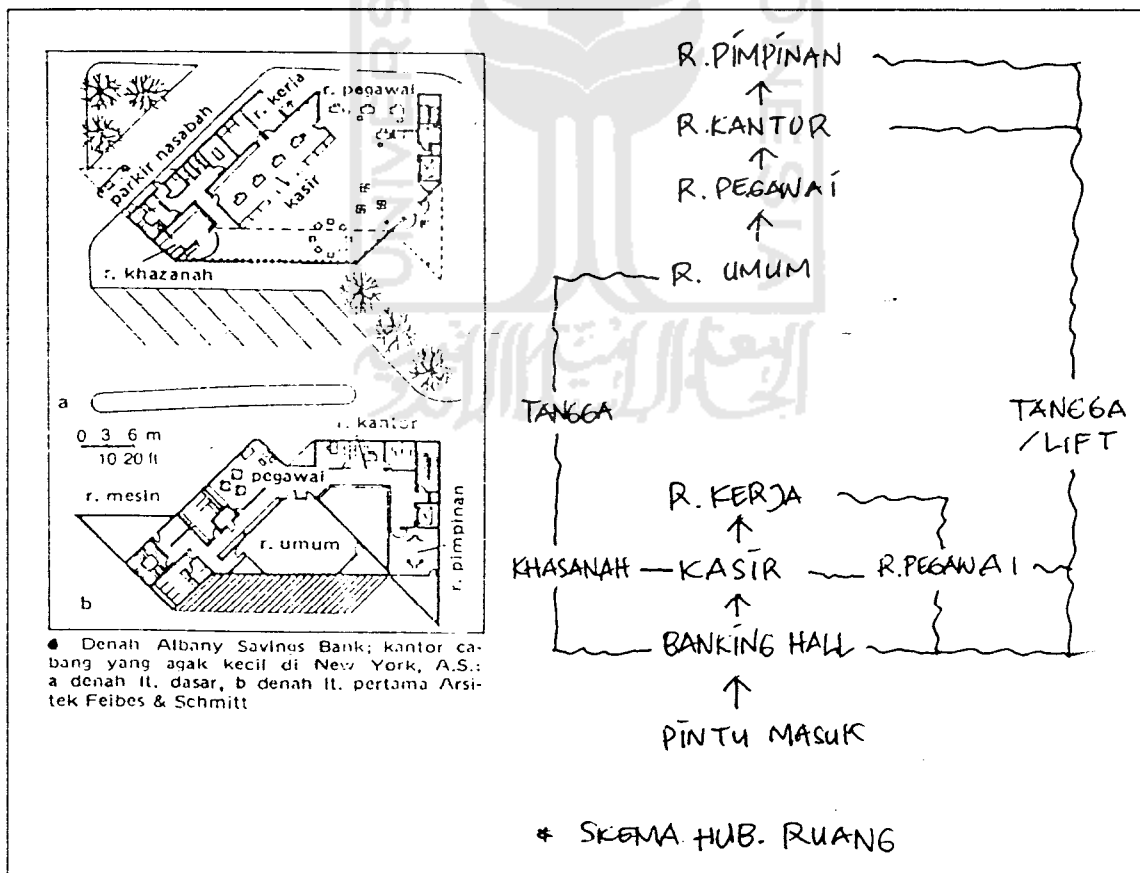 r. pegawai
r. kerja
parkir nasabah
kasir
r. khazanah
a
0 3 6 m
10 20 ft
r. kantor
pegawai
r. mesin
r. umum
r. pimpinan
b
Denah Albany Savings Bank; kantor ca-
bang yang agak kecil di New York, A.S.:
a denah lt. dasar, b denah lt. pertama Arsi-
tek Feibes & Schmitt
R. PIMPINAN
R. KANTOR
R. PEGAWAI
R. UMUM
TANGGA
TANGGA
/LIFT
R. KERJA
KHASANAH — KASIR R. PEGAWAI
BANKING HALL
PINTU MASUK
* SKEMA HUB. RUANG
UNIVERS
ONESIA